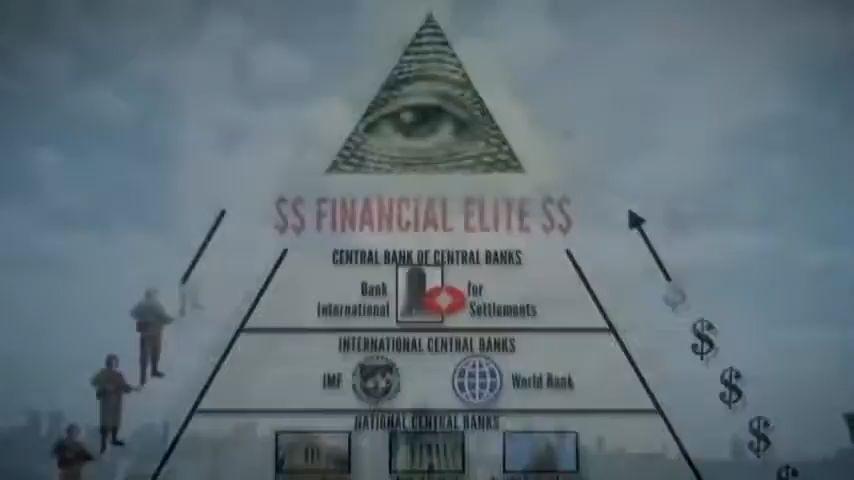 $$ FINANCIAL ELITE $$
CENTRAL BANK OF CENTRAL BANKS
Bank for
International Settlements
INTERNATIONAL CENTRAL BANKS
IMF World Bank
NATIONAL CENTRAL BANKS
$
$
$
$